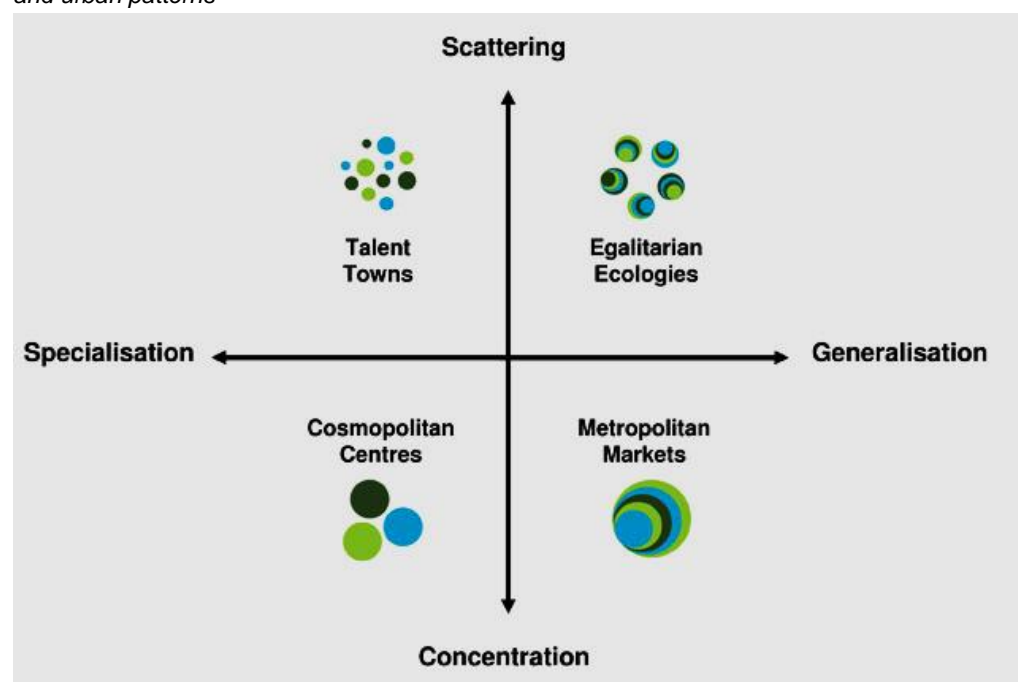 and urban patterns
Scattering
Talent
Towns
Egalitarian
Ecologies
Specialisation
Generalisation
Cosmopolitan
Centres
Metropolitan
Markets
Concentration